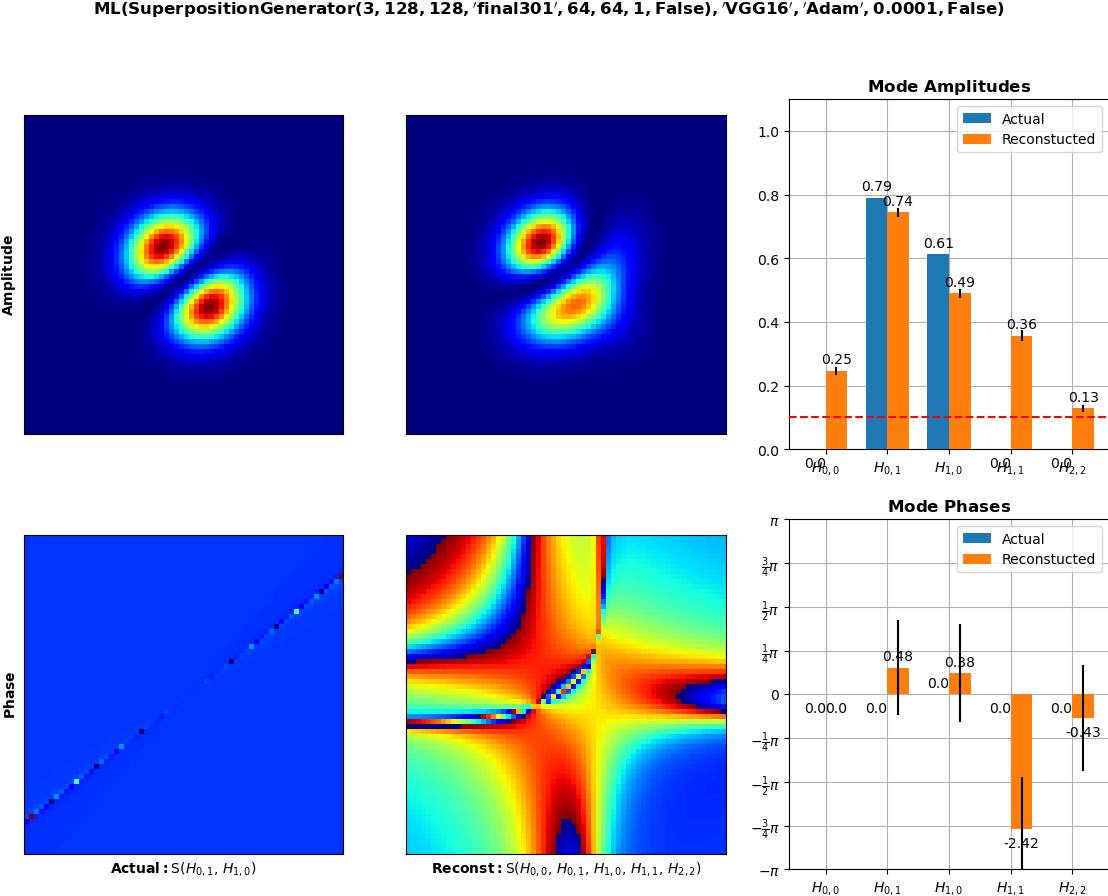 ML(SuperpositionGenerator(3, 128, 128, ′final301′, 64, 64, 1, False), ′VGG16′, ′Adam′, 0.0001, False)
Amplitude
Mode Amplitudes
Actual
Reconstucted
1.0
0.8
0.6
0.4
0.2
0.0
0.0
0.25
0.79
0.74
0.61
0.49
0.0
0.36
0.0
0.13
H0,0
H0,1
H1,0
H1,1
H2,2
Phase
Actual: S(H0,1, H1,0)
Reconst: S(H0,0, H0,1, H1,0, H1,1, H2,2)
Mode Phases
Actual
Reconstucted
π
3/4π
1/2π
1/4π
0
−1/4π
−1/2π
−3/4π
−π
0.0
0.0
0.0
0.48
0.0
0.38
0.0
-2.42
0.0
-0.43
H0,0
H0,1
H1,0
H1,1
H2,2